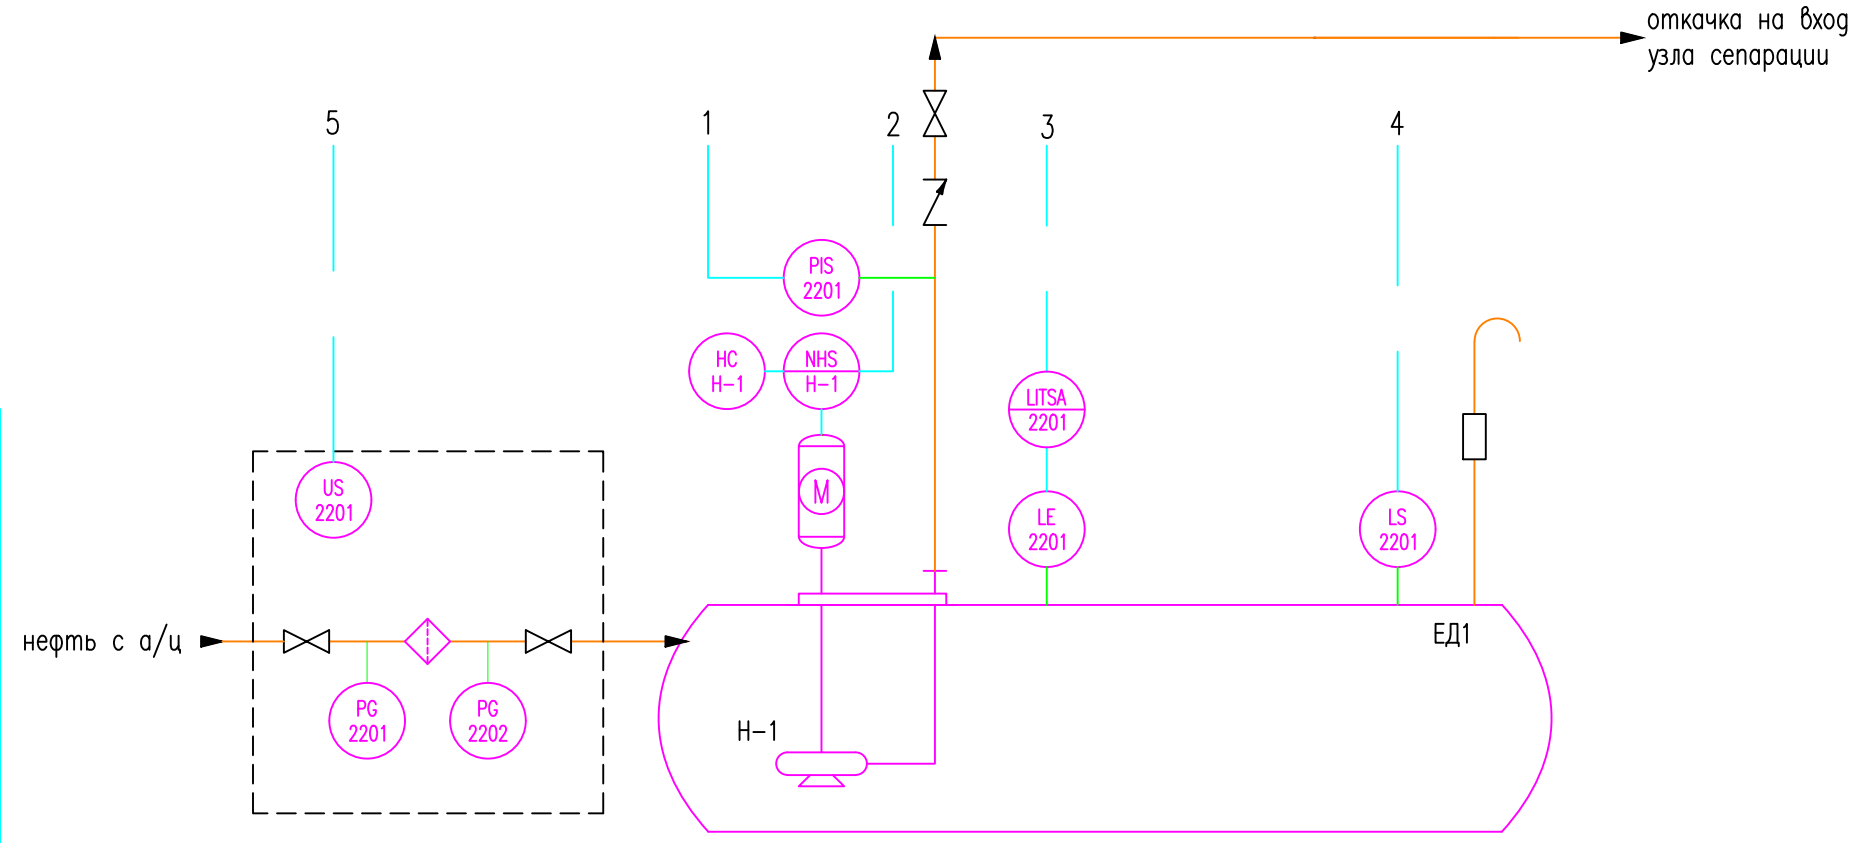 откачка на вход
узла сепарации
5
1
2
3
4
PIS
2201
HC
H-1
NHS
H-1
LITSA
2201
M
US
2201
LE
2201
LS
2201
нефть с а/ц
ЕД1
PG
2201
PG
2202
Н-1